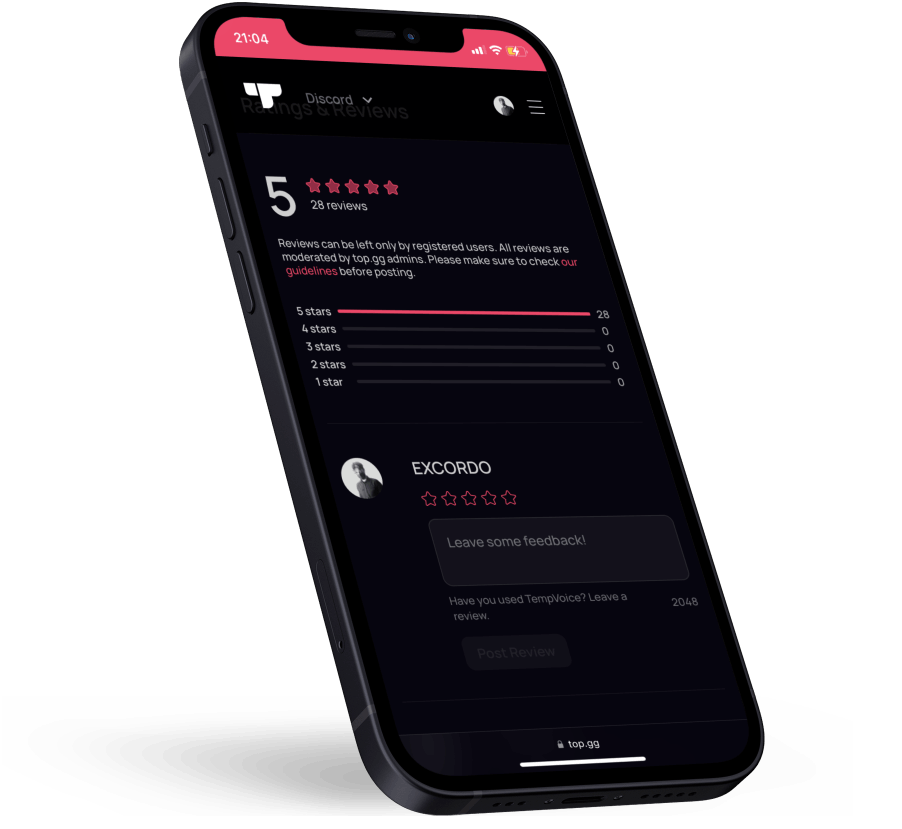 21:04
Discord
Ratings & Reviews
5
28 reviews
Reviews can be left only by registered users. All reviews are
moderated by top.gg admins. Please make sure to check our
guidelines before posting.
5 stars 28
4 stars 0
3 stars 0
2 stars 0
1 star 0
EXCORDO
Leave some feedback!
Have you used TempVoice? Leave a
review.
2048
Post Review
top.gg